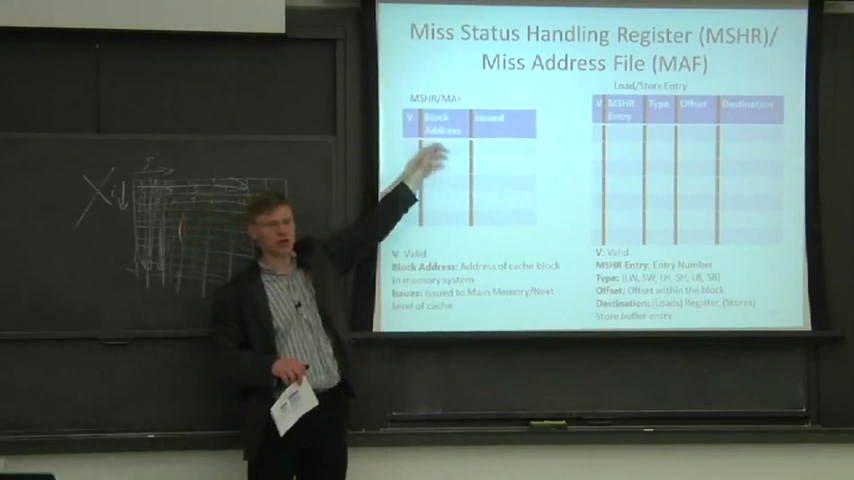 Miss Status Handling Register (MSHR)/
Miss Address File (MAF)
MSHR/MAF
V Block Address Issued
Load/Store Entry
V MSHR Entry Type Offset Destination
V: Valid
Block Address: Address of cache block
in memory system
Issued: Issued to Main Memory/Next
level of cache
V: Valid
MSHR Entry: Entry Number
Type: {LW, SW, LH, SH, LB, SB}
Offset: Offset within the block
Destination: (Loads) Register, (Stores)
Store buffer entry